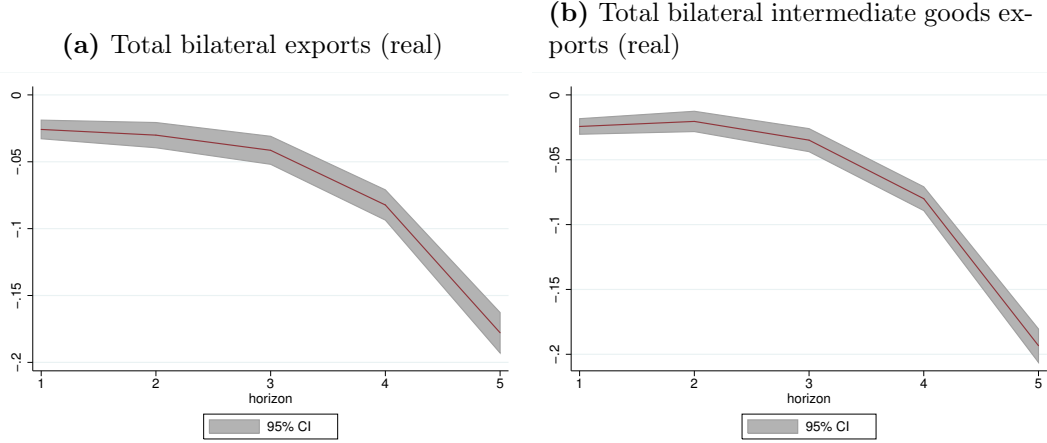 (a) Total bilateral exports (real)
0
-.05
-.1
-.15
-.2
1 2 3 4 5
horizon
95% CI
(b) Total bilateral intermediate goods ex-
ports (real)
0
-.05
-.1
-.15
-.2
1 2 3 4 5
horizon
95% CI